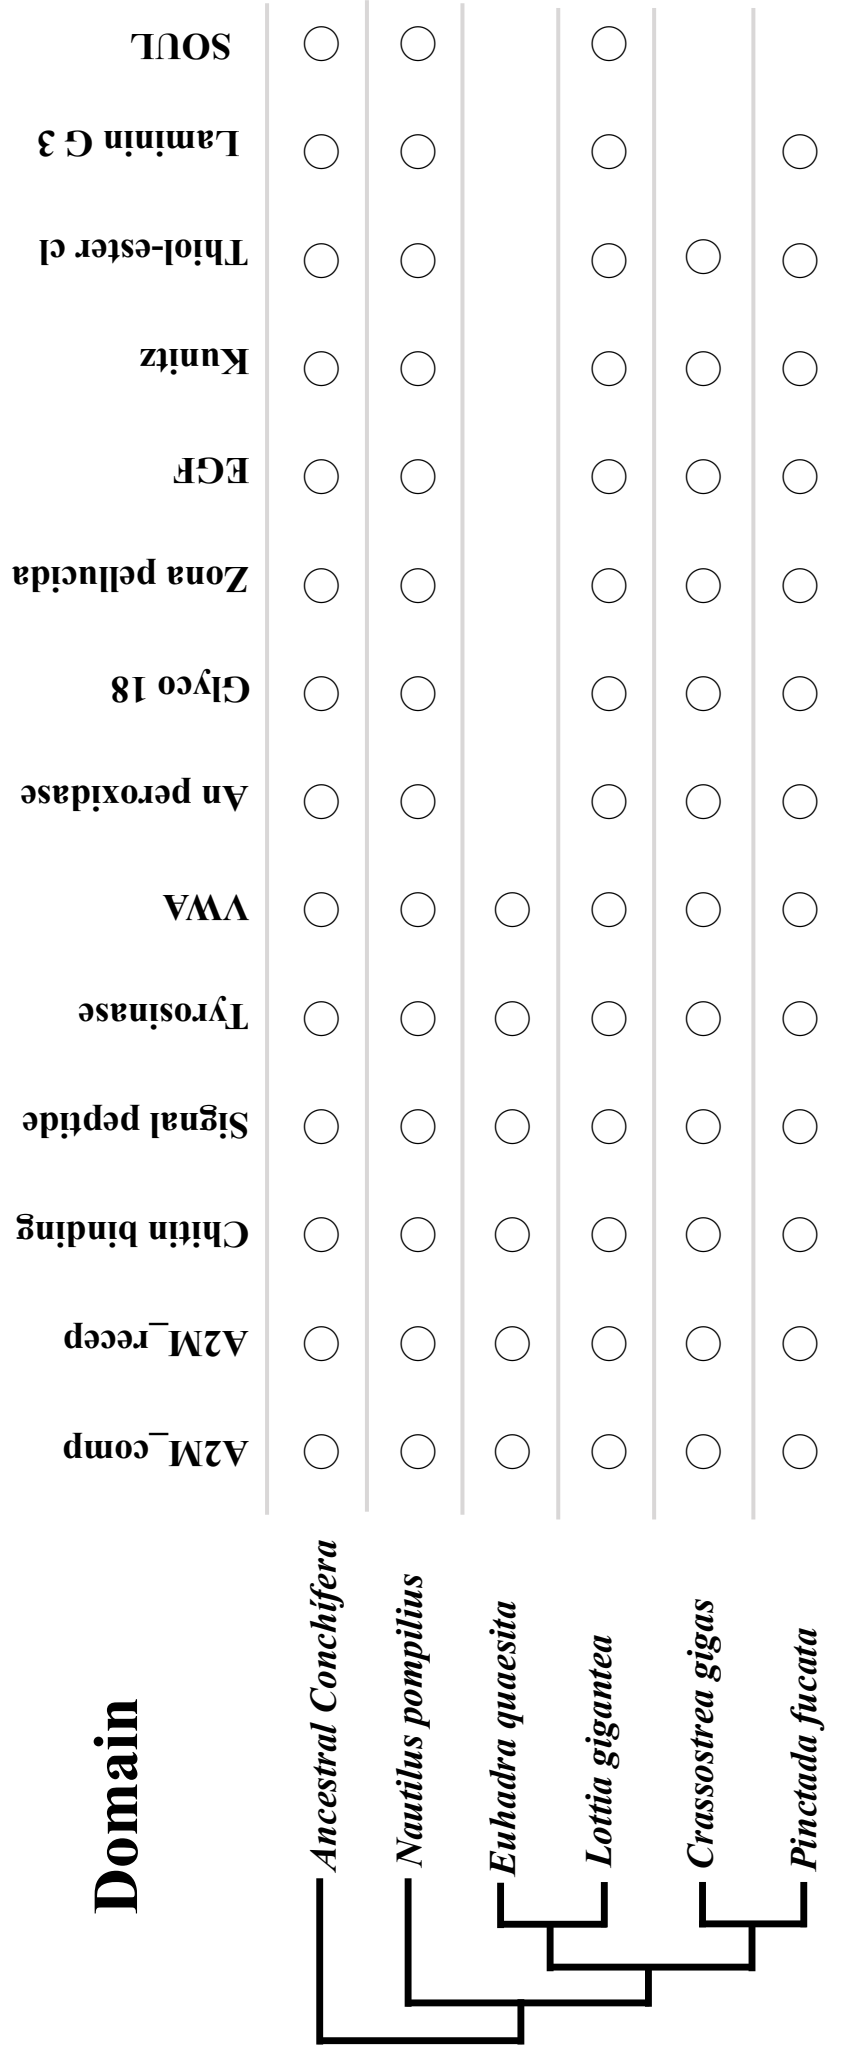 SOUL
Laminin G 3
Thiol-ester cl
Kunitz
EGF
Zona pellucida
Glyco 18
An peroxidase
VWA
Tyrosinase
Signal peptide
Chitin binding
A2M_recep
A2M_comp
Domain
Ancestral Conchífera
Nautilus pompilius
Euhadra quaesita
Lottia gigantea
Crassostrea gigas
Pinctada fucata